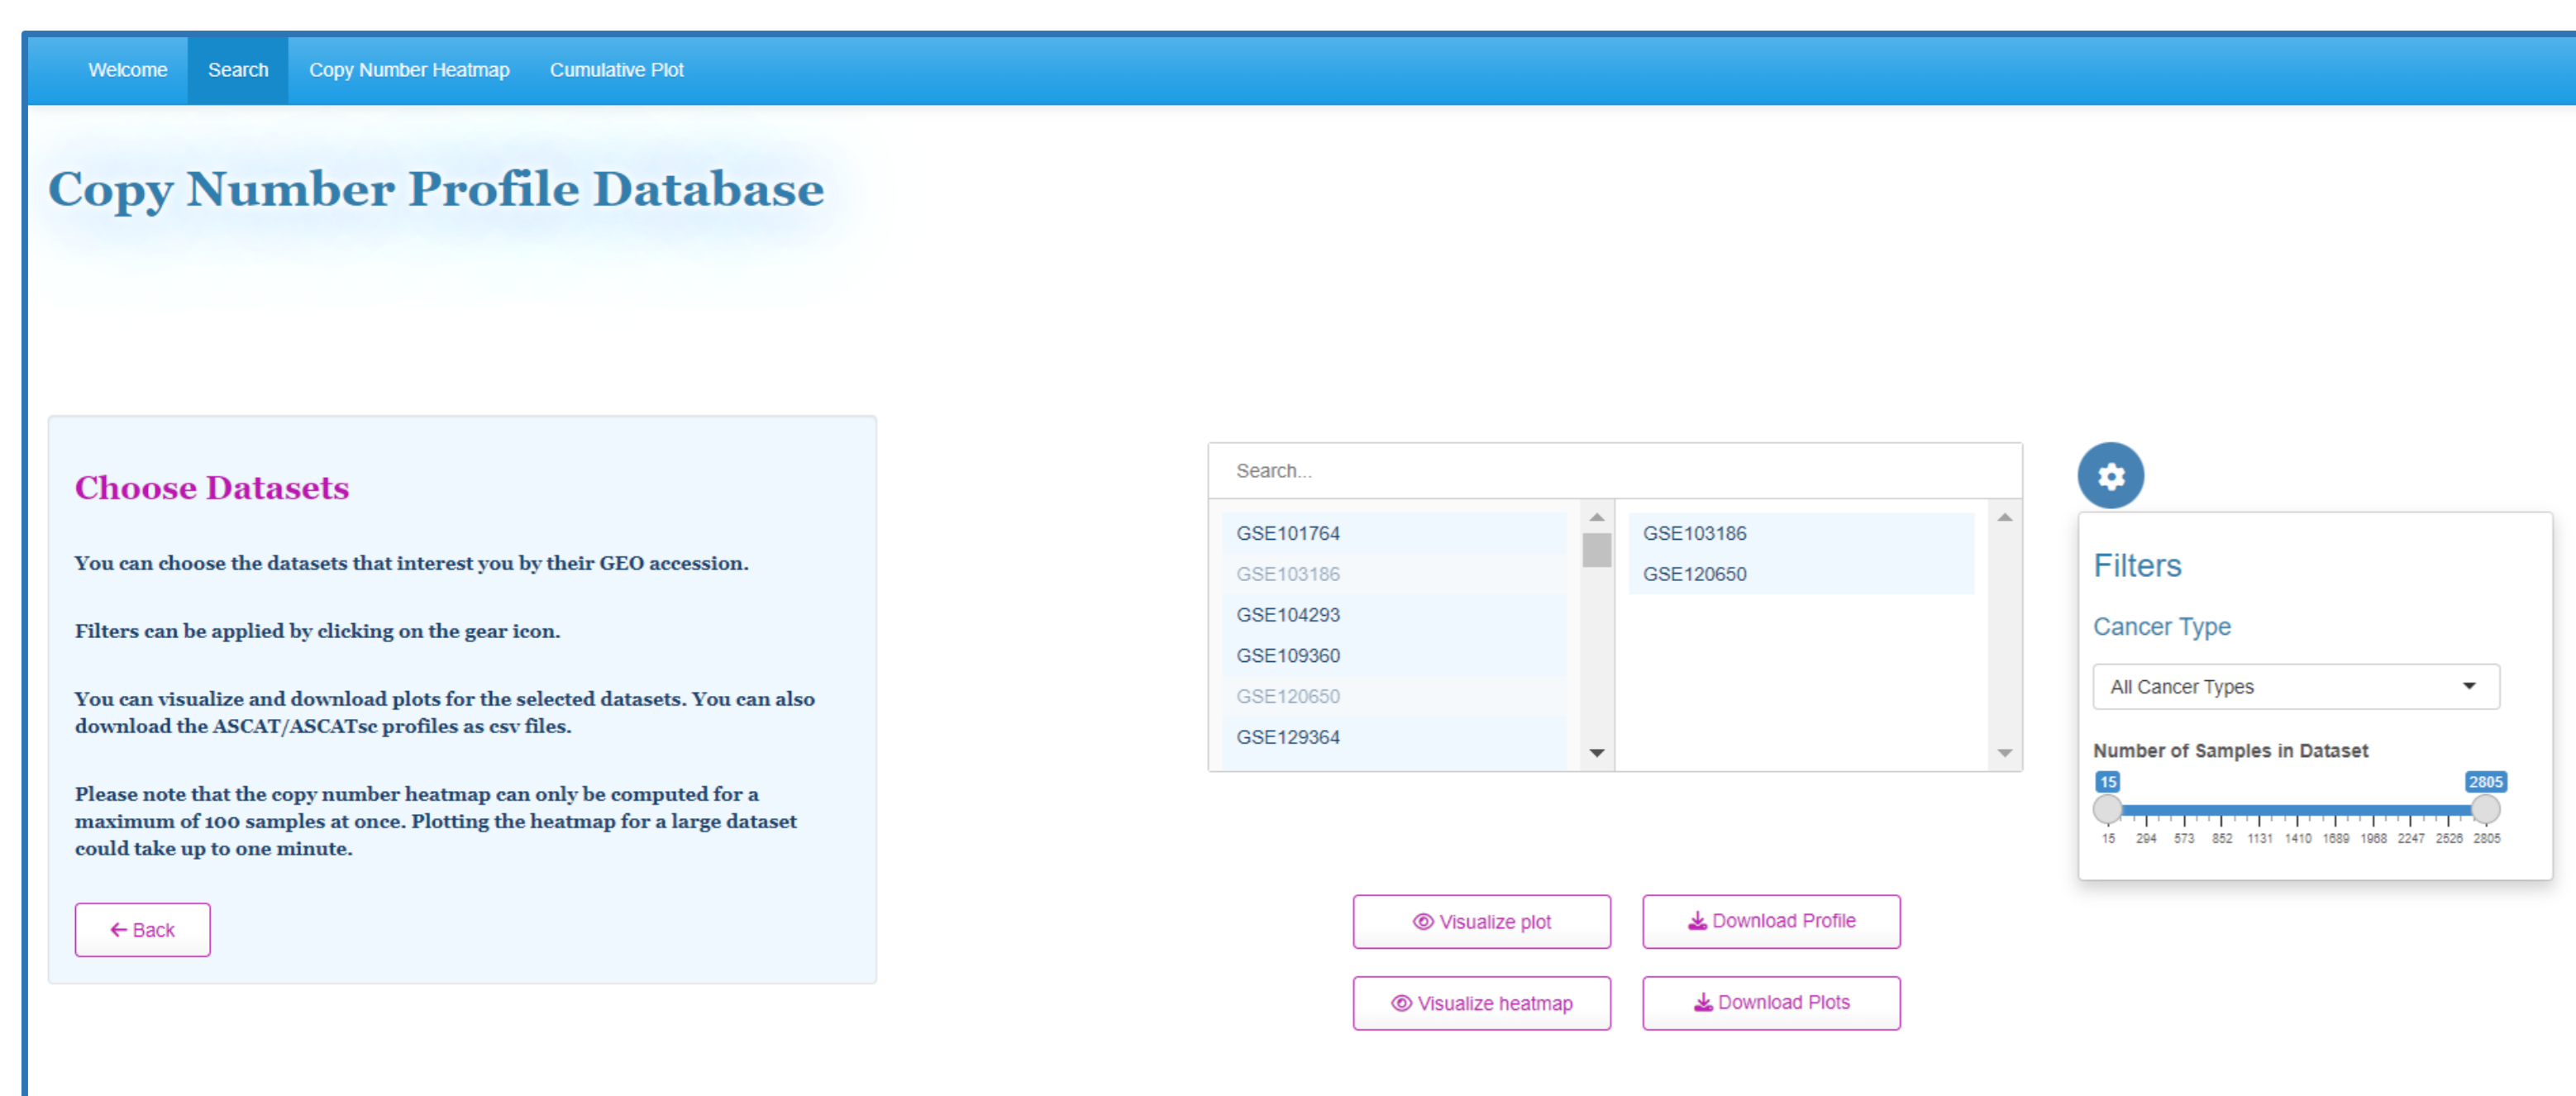 Welcome Search Copy Number Heatmap Cumulative Plot
Copy Number Profile Database
Choose Datasets
You can choose the datasets that interest you by their GEO accession.
Filters can be applied by clicking on the gear icon.
You can visualize and download plots for the selected datasets. You can also
download the ASCAT/ASCATsc profiles as csv files.
Please note that the copy number heatmap can only be computed for a
maximum of 100 samples at once. Plotting the heatmap for a large dataset
could take up to one minute.
Back
Search...
GSE101764
GSE103186
GSE104293
GSE109360
GSE120650
GSE129364
GSE103186
GSE120650
Visualize plot
Download Profile
Visualize heatmap
Download Plots
Filters
Cancer Type
All Cancer Types
Number of Samples in Dataset
15 2805
15 294 573 852 1131 1410 1689 1968 2247 2526 2805